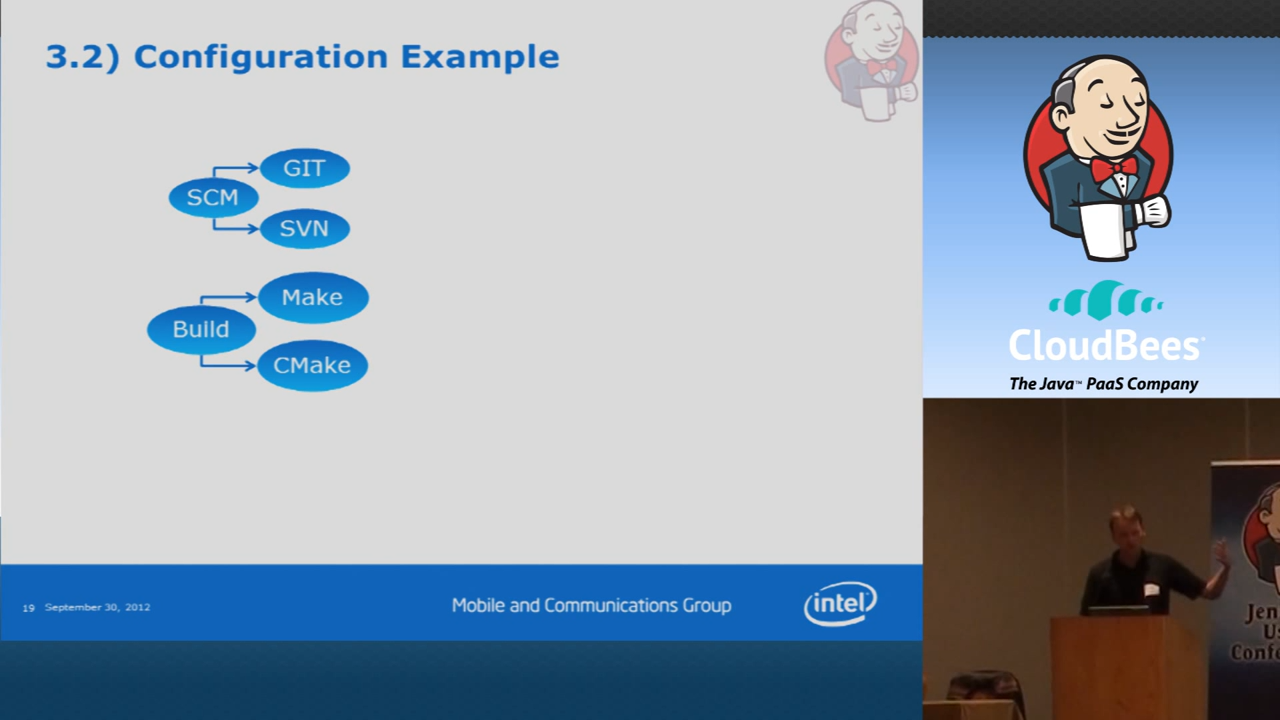 3.2) Configuration Example
GIT
SCM
SVN
Make
Build
CMake
19 September 30, 2012
Mobile and Communications Group
intel
CloudBees
The Java™ PaaS Company